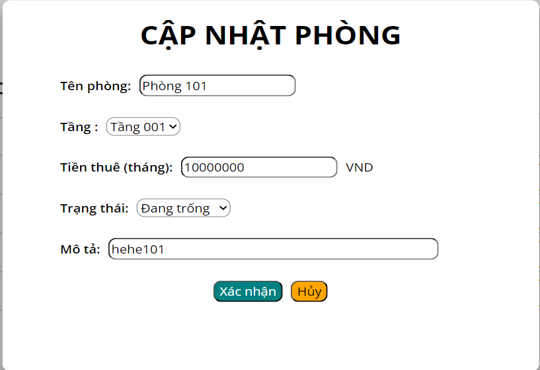 CẬP NHẬT PHÒNG
Tên phòng: Phòng 101
Tầng : Tầng 001
Tiền thuê (tháng): 10000000 VND
Trạng thái: Đang trống
Mô tả: hehe101
Xác nhận Hủy